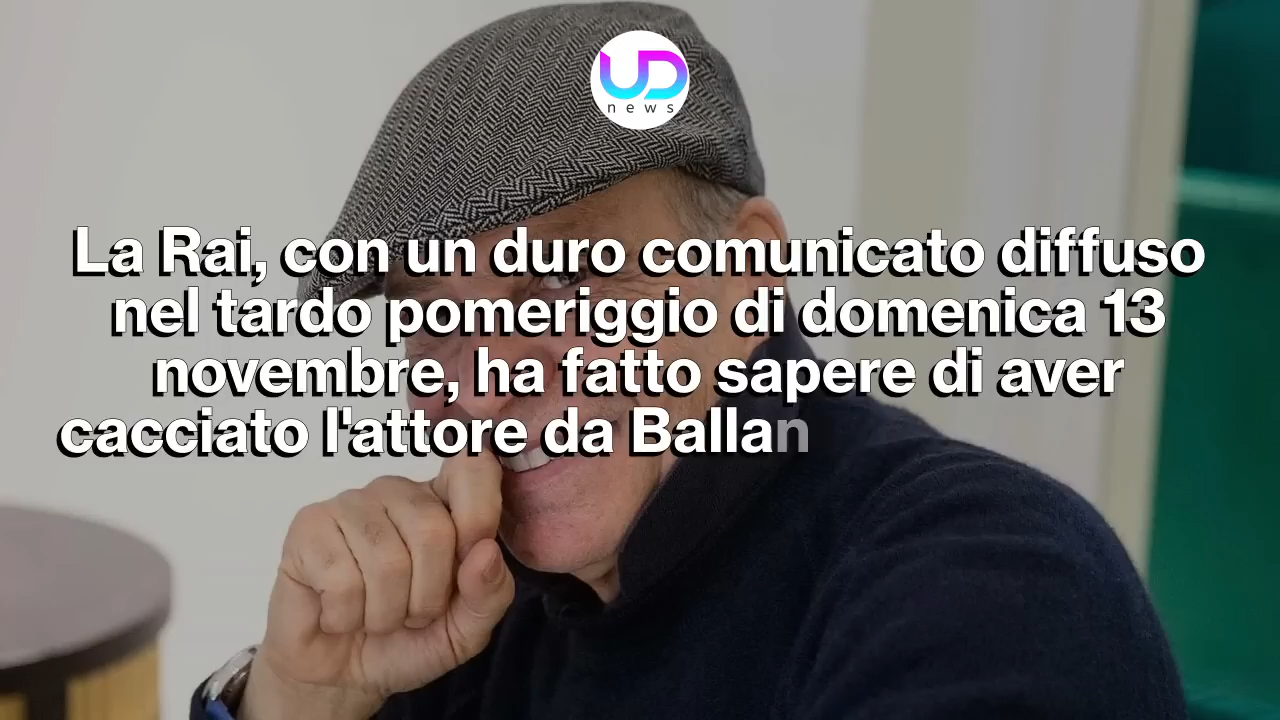 UD
news
La Rai, con un duro comunicato diffuso
nel tardo pomeriggio di domenica 13
novembre, ha fatto sapere di aver
cacciato l'attore da Ballan